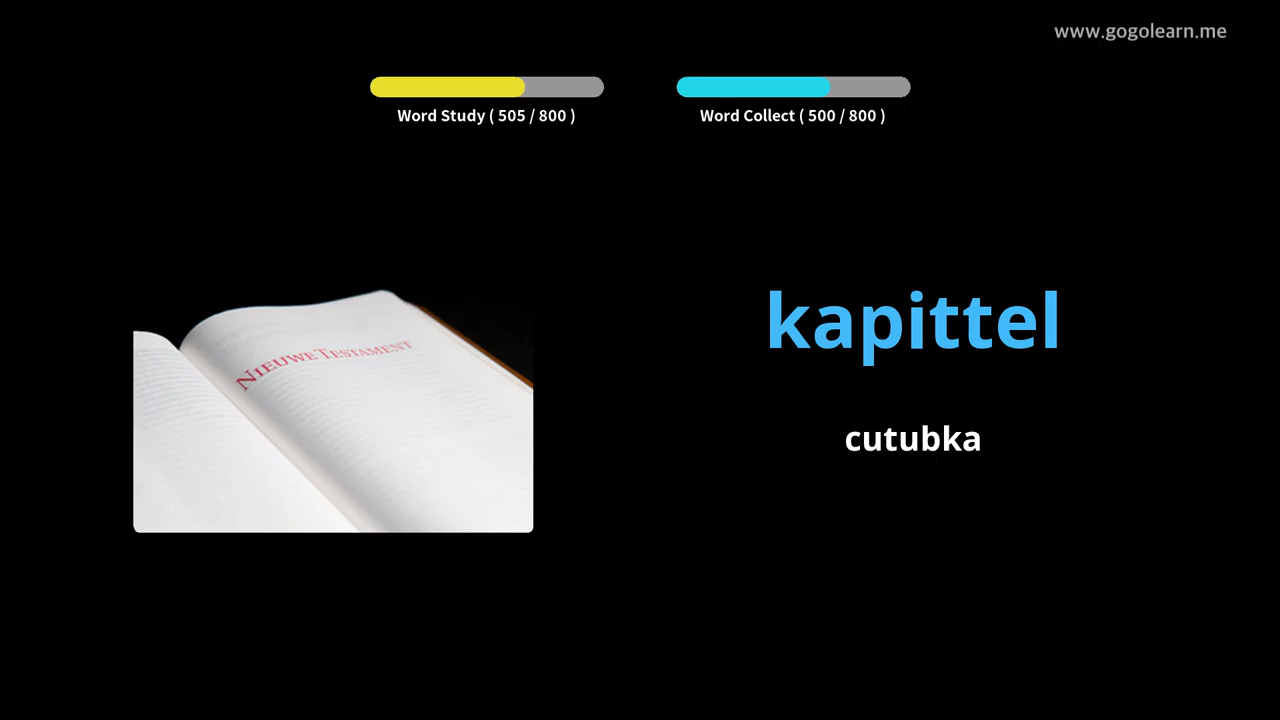 www.gogolearn.me
Word Study ( 505 / 800 )
Word Collect ( 500 / 800 )
NIEUWE TESTAMENT
kapittel
cutubka